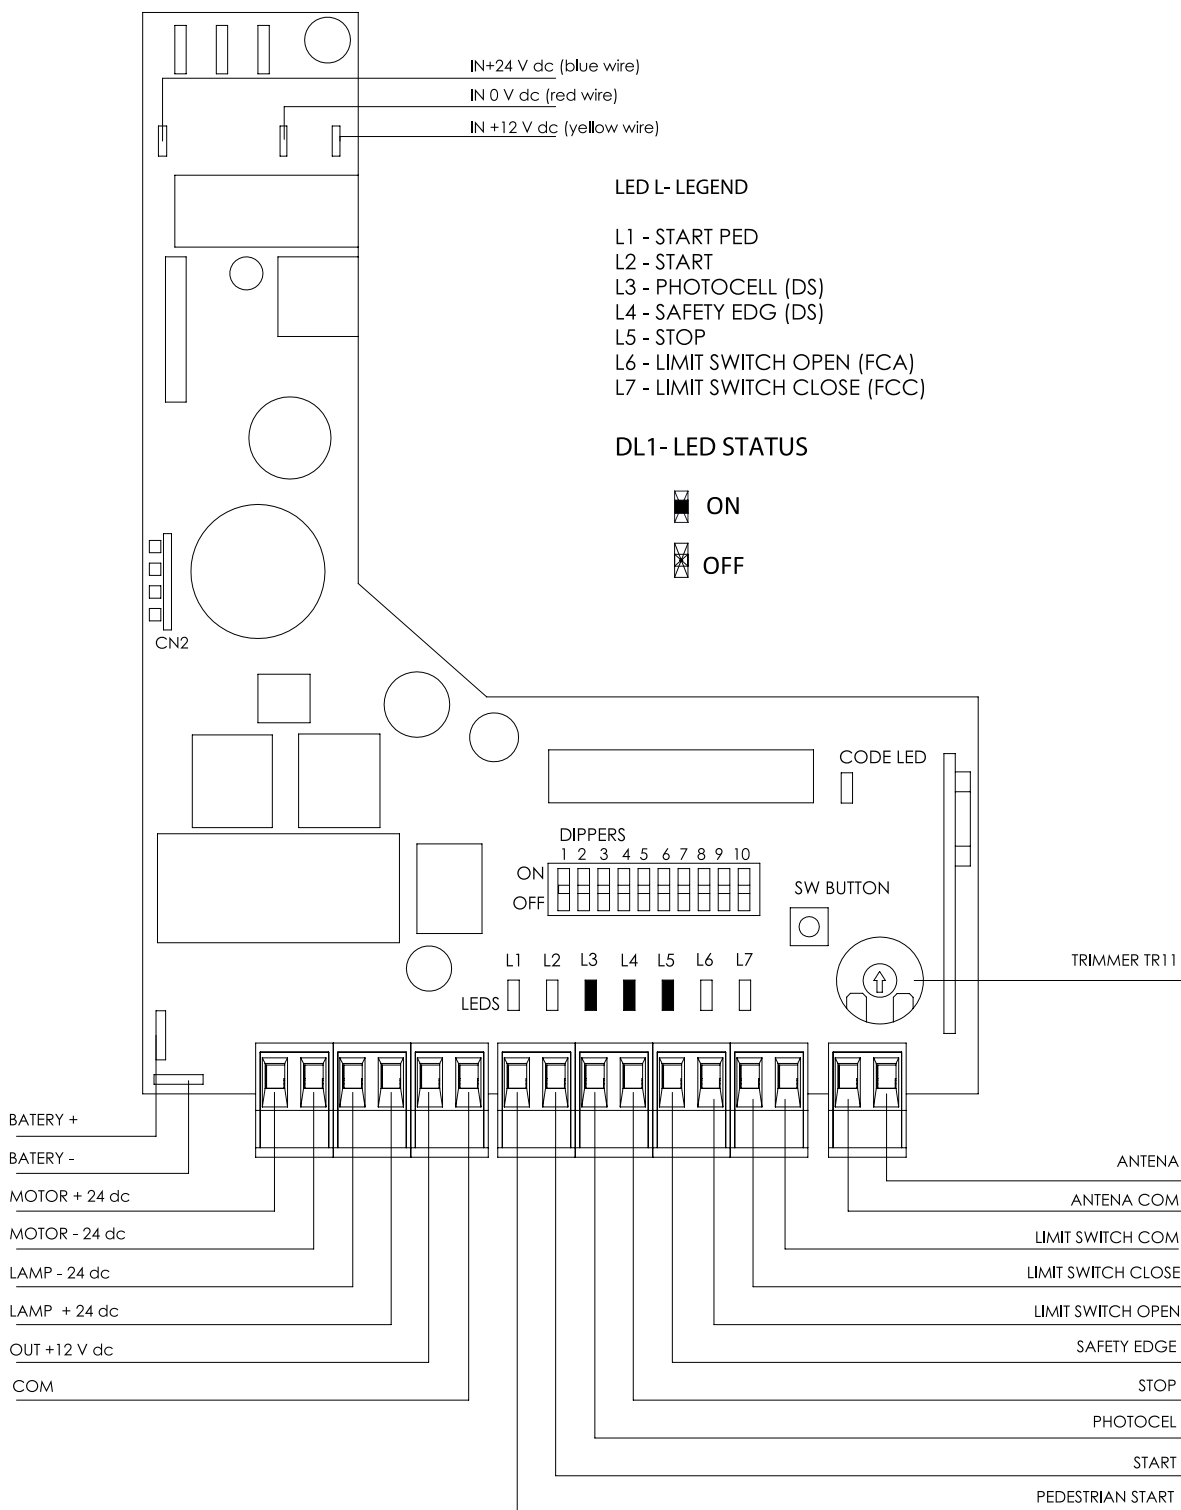 IN+24 V dc (blue wire)
IN 0 V dc (red wire)
IN +12 V dc (yellow wire)
LED L- LEGEND
L1 - START PED
L2 - START
L3 - PHOTOCELL (DS)
L4 - SAFETY EDG (DS)
L5 - STOP
L6 - LIMIT SWITCH OPEN (FCA)
L7 - LIMIT SWITCH CLOSE (FCC)
DL1- LED STATUS
ON
OFF
CN2
CODE LED
DIPPERS
1 2 3 4 5 6 7 8 9 10
ON
OFF
SW BUTTON
L1 L2 L3 L4 L5 L6 L7
LEDS
TRIMMER TR11
BATERY +
BATERY -
MOTOR + 24 dc
MOTOR - 24 dc
LAMP - 24 dc
LAMP + 24 dc
OUT +12 V dc
COM
ANTENA
ANTENA COM
LIMIT SWITCH COM
LIMIT SWITCH CLOSE
LIMIT SWITCH OPEN
SAFETY EDGE
STOP
PHOTOCEL
START
PEDESTRIAN START